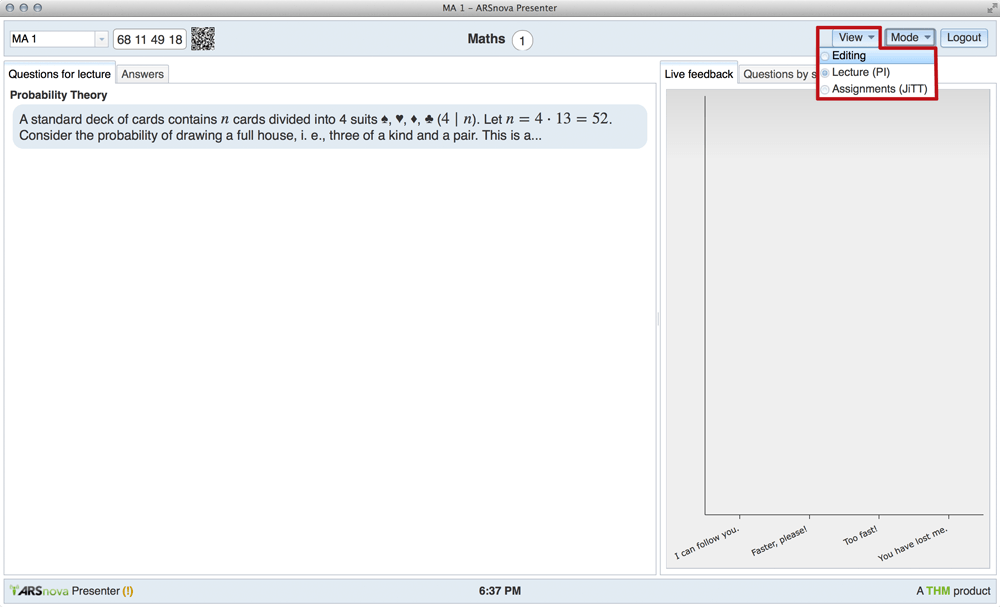 MA 1 - ARSnova Presenter
MA 1
68 11 49 18
Maths 1
View
Mode
Logout
Editing
Lecture (PI)
Assignments (JiTT)
Questions for lecture
Answers
Probability Theory
A standard deck of cards contains n cards divided into 4 suits ♠, ♥, ♦, ♣ (4 | n). Let n = 4 · 13 = 52.
Consider the probability of drawing a full house, i. e., three of a kind and a pair. This is a...
Live feedback
Questions by s
I can follow you.
Faster, please!
Too fast!
You have lost me.
ARSnova Presenter (!)
6:37 PM
A THM product